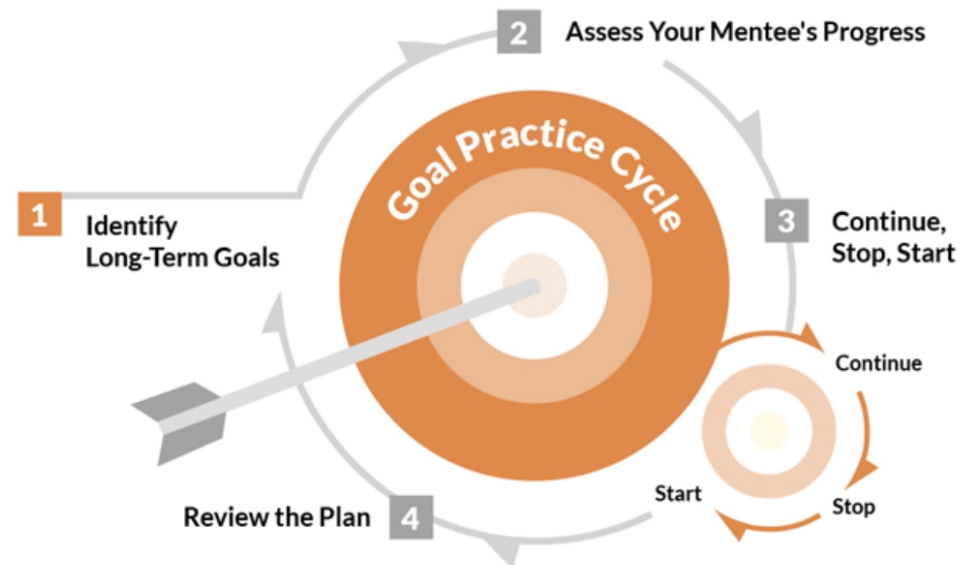 2
Assess Your Mentee's Progress
Goal Practice Cycle
1
Identify
Long-Term Goals
3
Continue,
Stop, Start
Continue
Stop
Start
4
Review the Plan